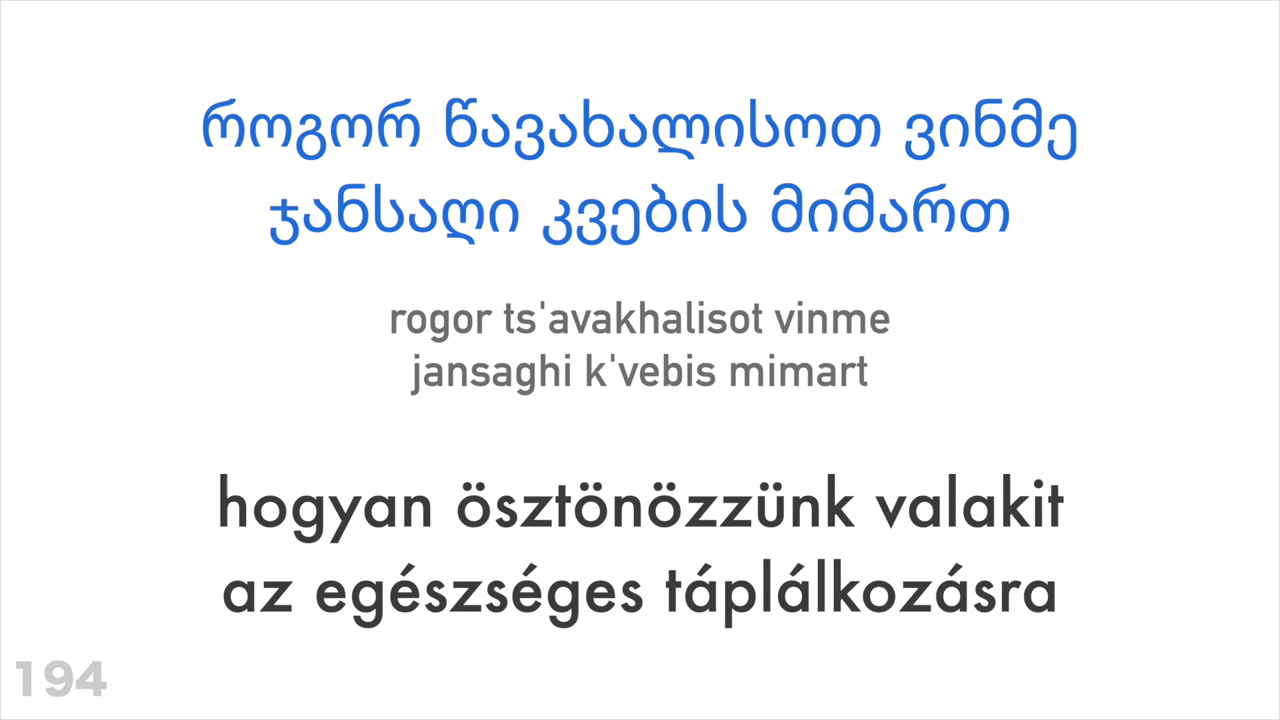 როგორ წავახალისოთ ვინმე
ჯანსაღი კვების მიმართ
rogor ts'avakhalisot vinme
jansaghi k'vebis mimart
hogyan ösztönözzünk valakit
az egészséges táplálkozásra
194